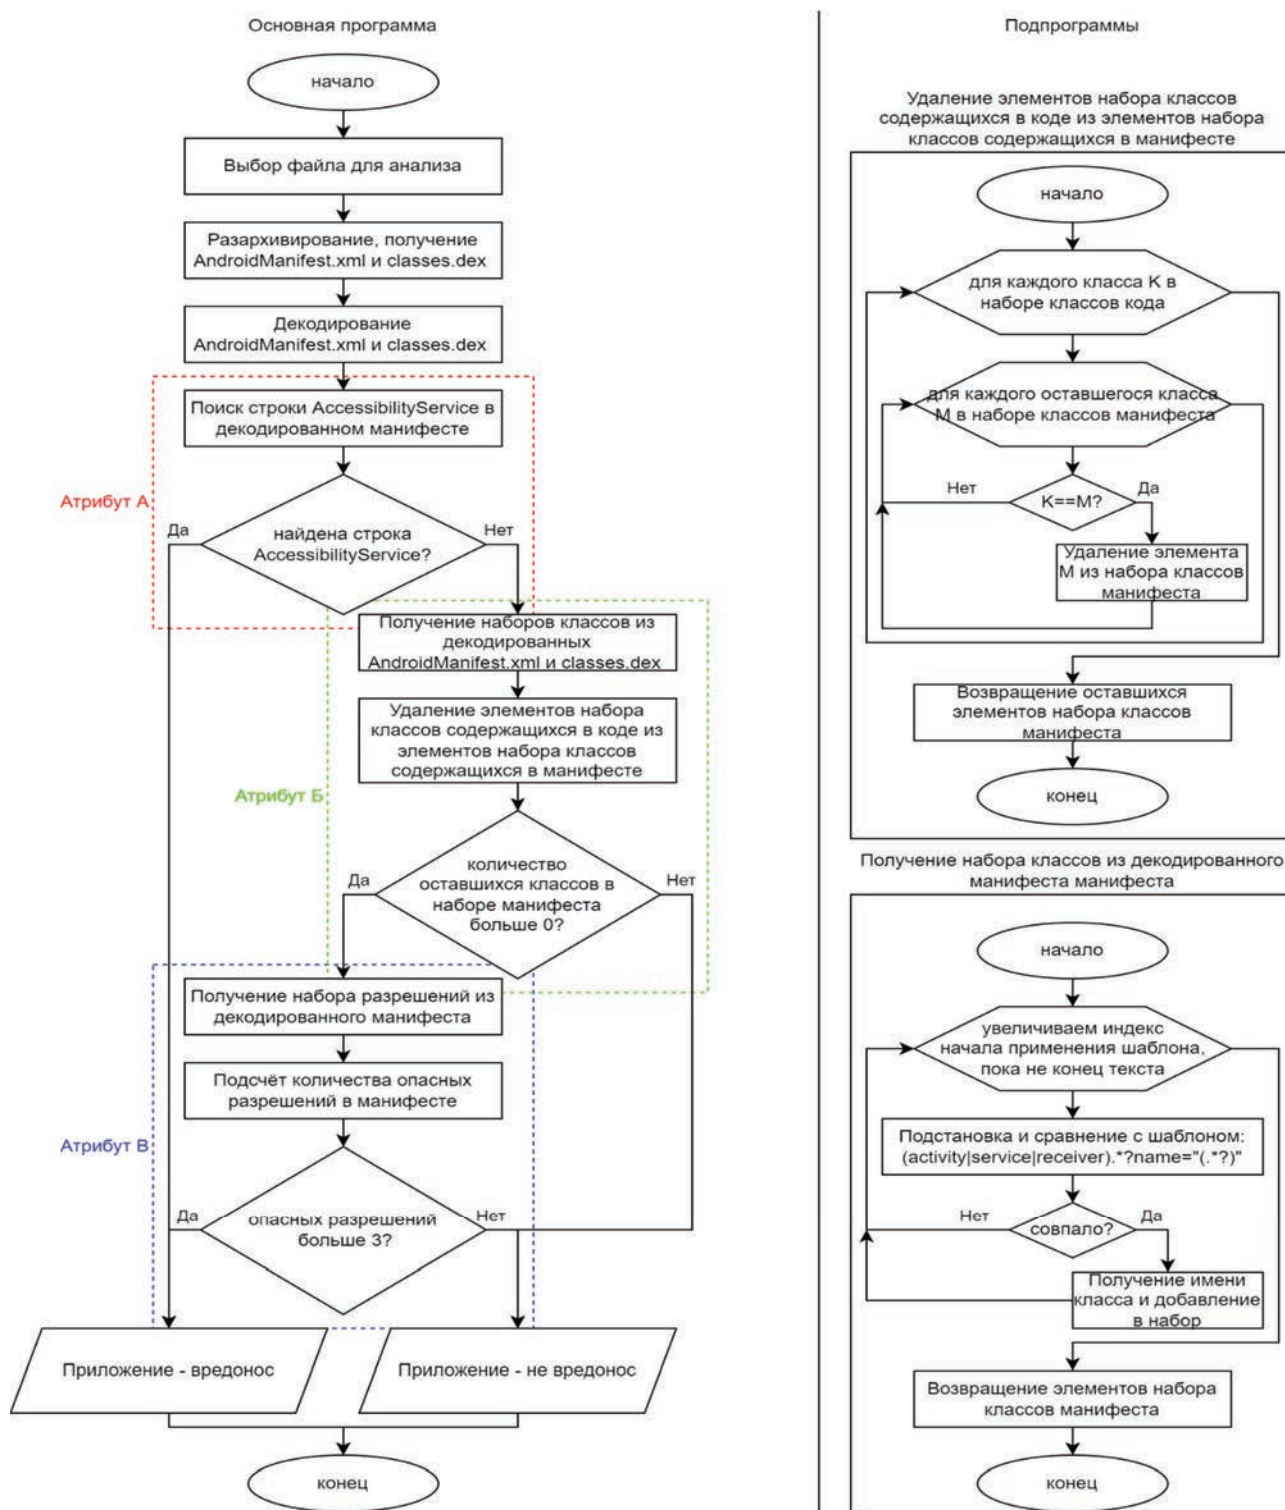 Основная программа
начало
Выбор файла для анализа
Разархивирование, получение
AndroidManifest.xml и classes.dex
Декодирование
AndroidManifest.xml и classes.dex
Поиск строки AccessibilityService в
декодированном манифесте
Атрибут А
Да
найдена строка
AccessibilityService?
Нет
Получение наборов классов из
декодированных
AndroidManifest.xml и classes.dex
Удаление элементов набора
классов содержащихся в коде из
элементов набора классов
содержащихся в манифесте
Атрибут Б
Да
количество
оставшихся классов в
наборе манифеста
больше 0?
Нет
Получение набора разрешений из
декодированного манифеста
Подсчёт количества опасных
разрешений в манифесте
Атрибут В
Да
опасных разрешений
больше 3?
Нет
Приложение - вредонос
Приложение - не вредонос
конец
Подпрограммы
Удаление элементов набора классов
содержащихся в коде из элементов набора
классов содержащихся в манифесте
начало
для каждого класса K в
наборе классов кода
для каждого оставшегося класса
M в наборе классов манифеста
Нет
K==M?
Да
Удаление элемента
M из набора классов
манифеста
Возвращение оставшихся
элементов набора классов
манифеста
конец
Получение набора классов из декодированного
манифеста манифеста
начало
увеличиваем индекс
начала применения шаблона,
пока не конец текста
Подстановка и сравнение с шаблоном:
(activity|service|receiver).*?name="(.*?)"
Нет
совпало?
Да
Получение имени
класса и добавление
в набор
Возвращение элементов набора
классов манифеста
конец